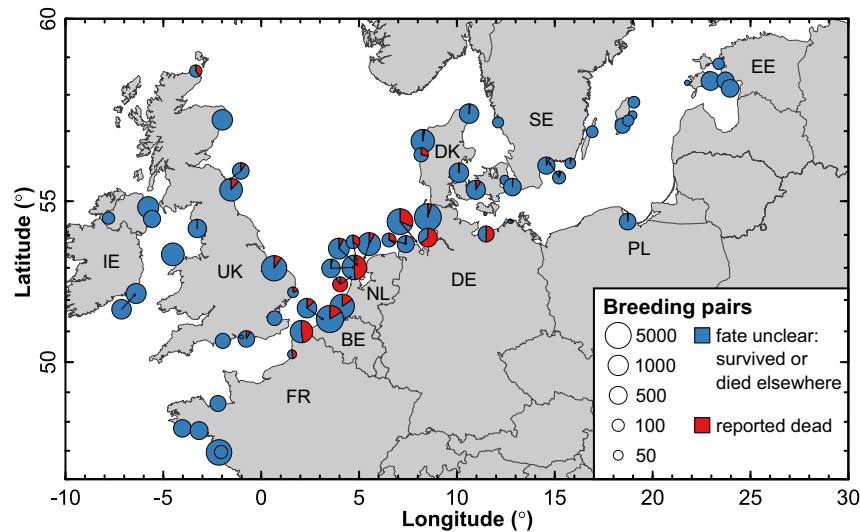 60
55
50
Latitude (°)
-10 -5 0 5 10 15 20 25 30
Longitude (°)
EE
SE
DK
IE
UK
PL
NL
DE
BE
FR
Breeding pairs
5000
1000
500
100
50
fate unclear:
survived or
died elsewhere
reported dead